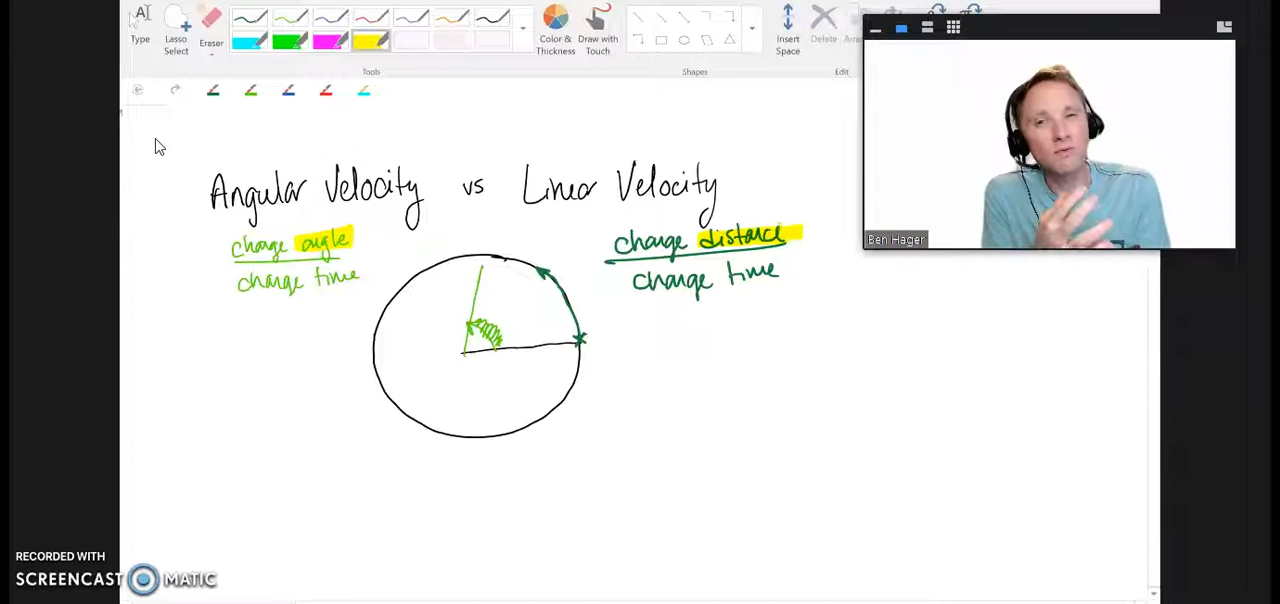 Type
Lasso Select
Eraser
Color & Thickness
Draw with Touch
Insert Space
Delete
Tools
Shapes
Edit
Ben Hager
Angular Velocity vs Linear Velocity
change angle
change time
change distance
change time
RECORDED WITH
SCREENCAST MATIC